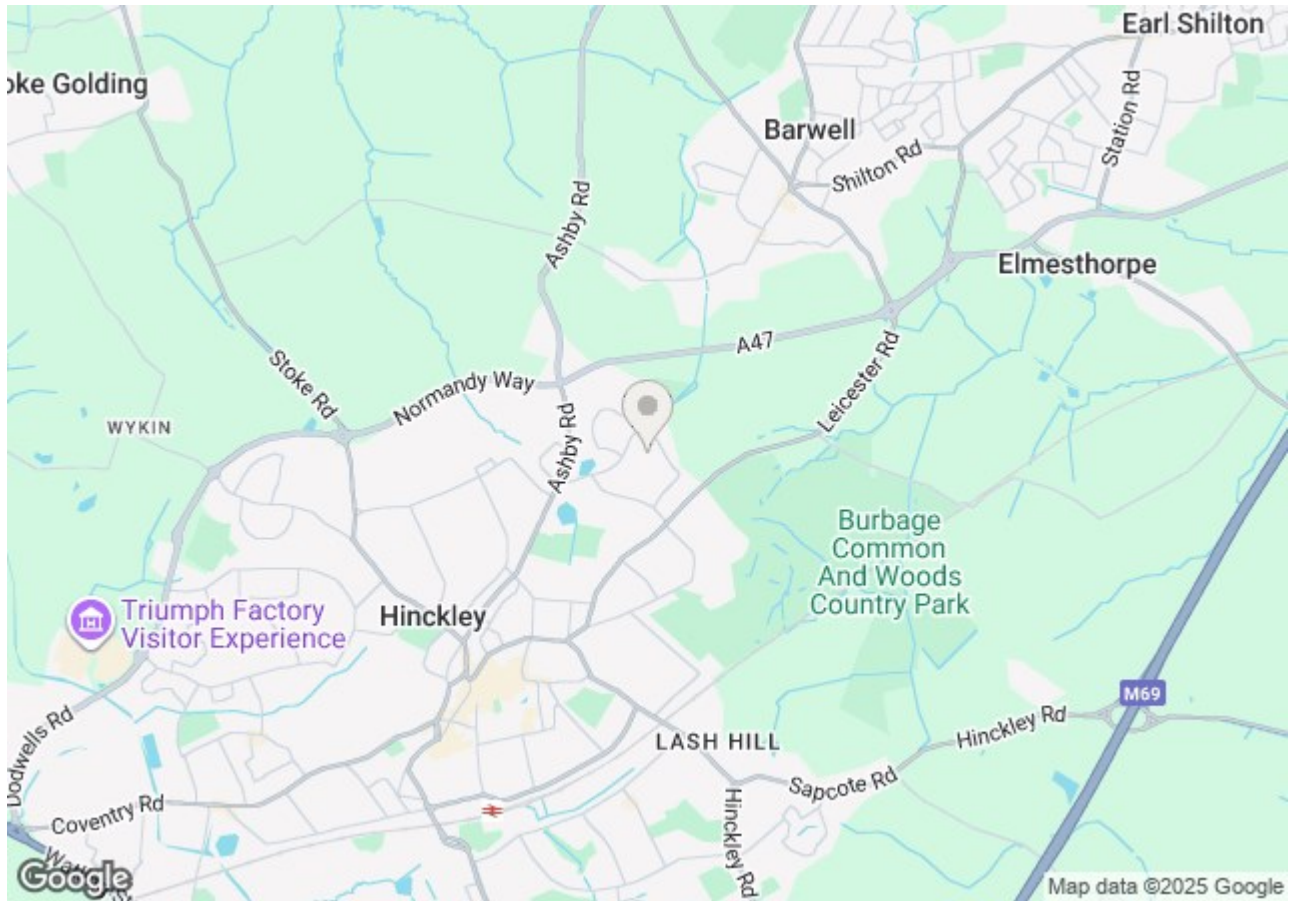 Earl Shilton
oke Golding
Barwell
Shilton Rd
Station Rd
Ashby Rd
Elmesthorpe
A47
Stoke Rd
Normandy Way
Leicester Rd
WYKIN
Ashby Rd
Burbage
Common
And Woods
Country Park
Triumph Factory
Visitor Experience
Hinckley
M69
Dodwells Rd
LASH HILL
Hinckley Rd
Sapcote Rd
Coventry Rd
Hinckley Rd
Google
Map data ©2025 Google